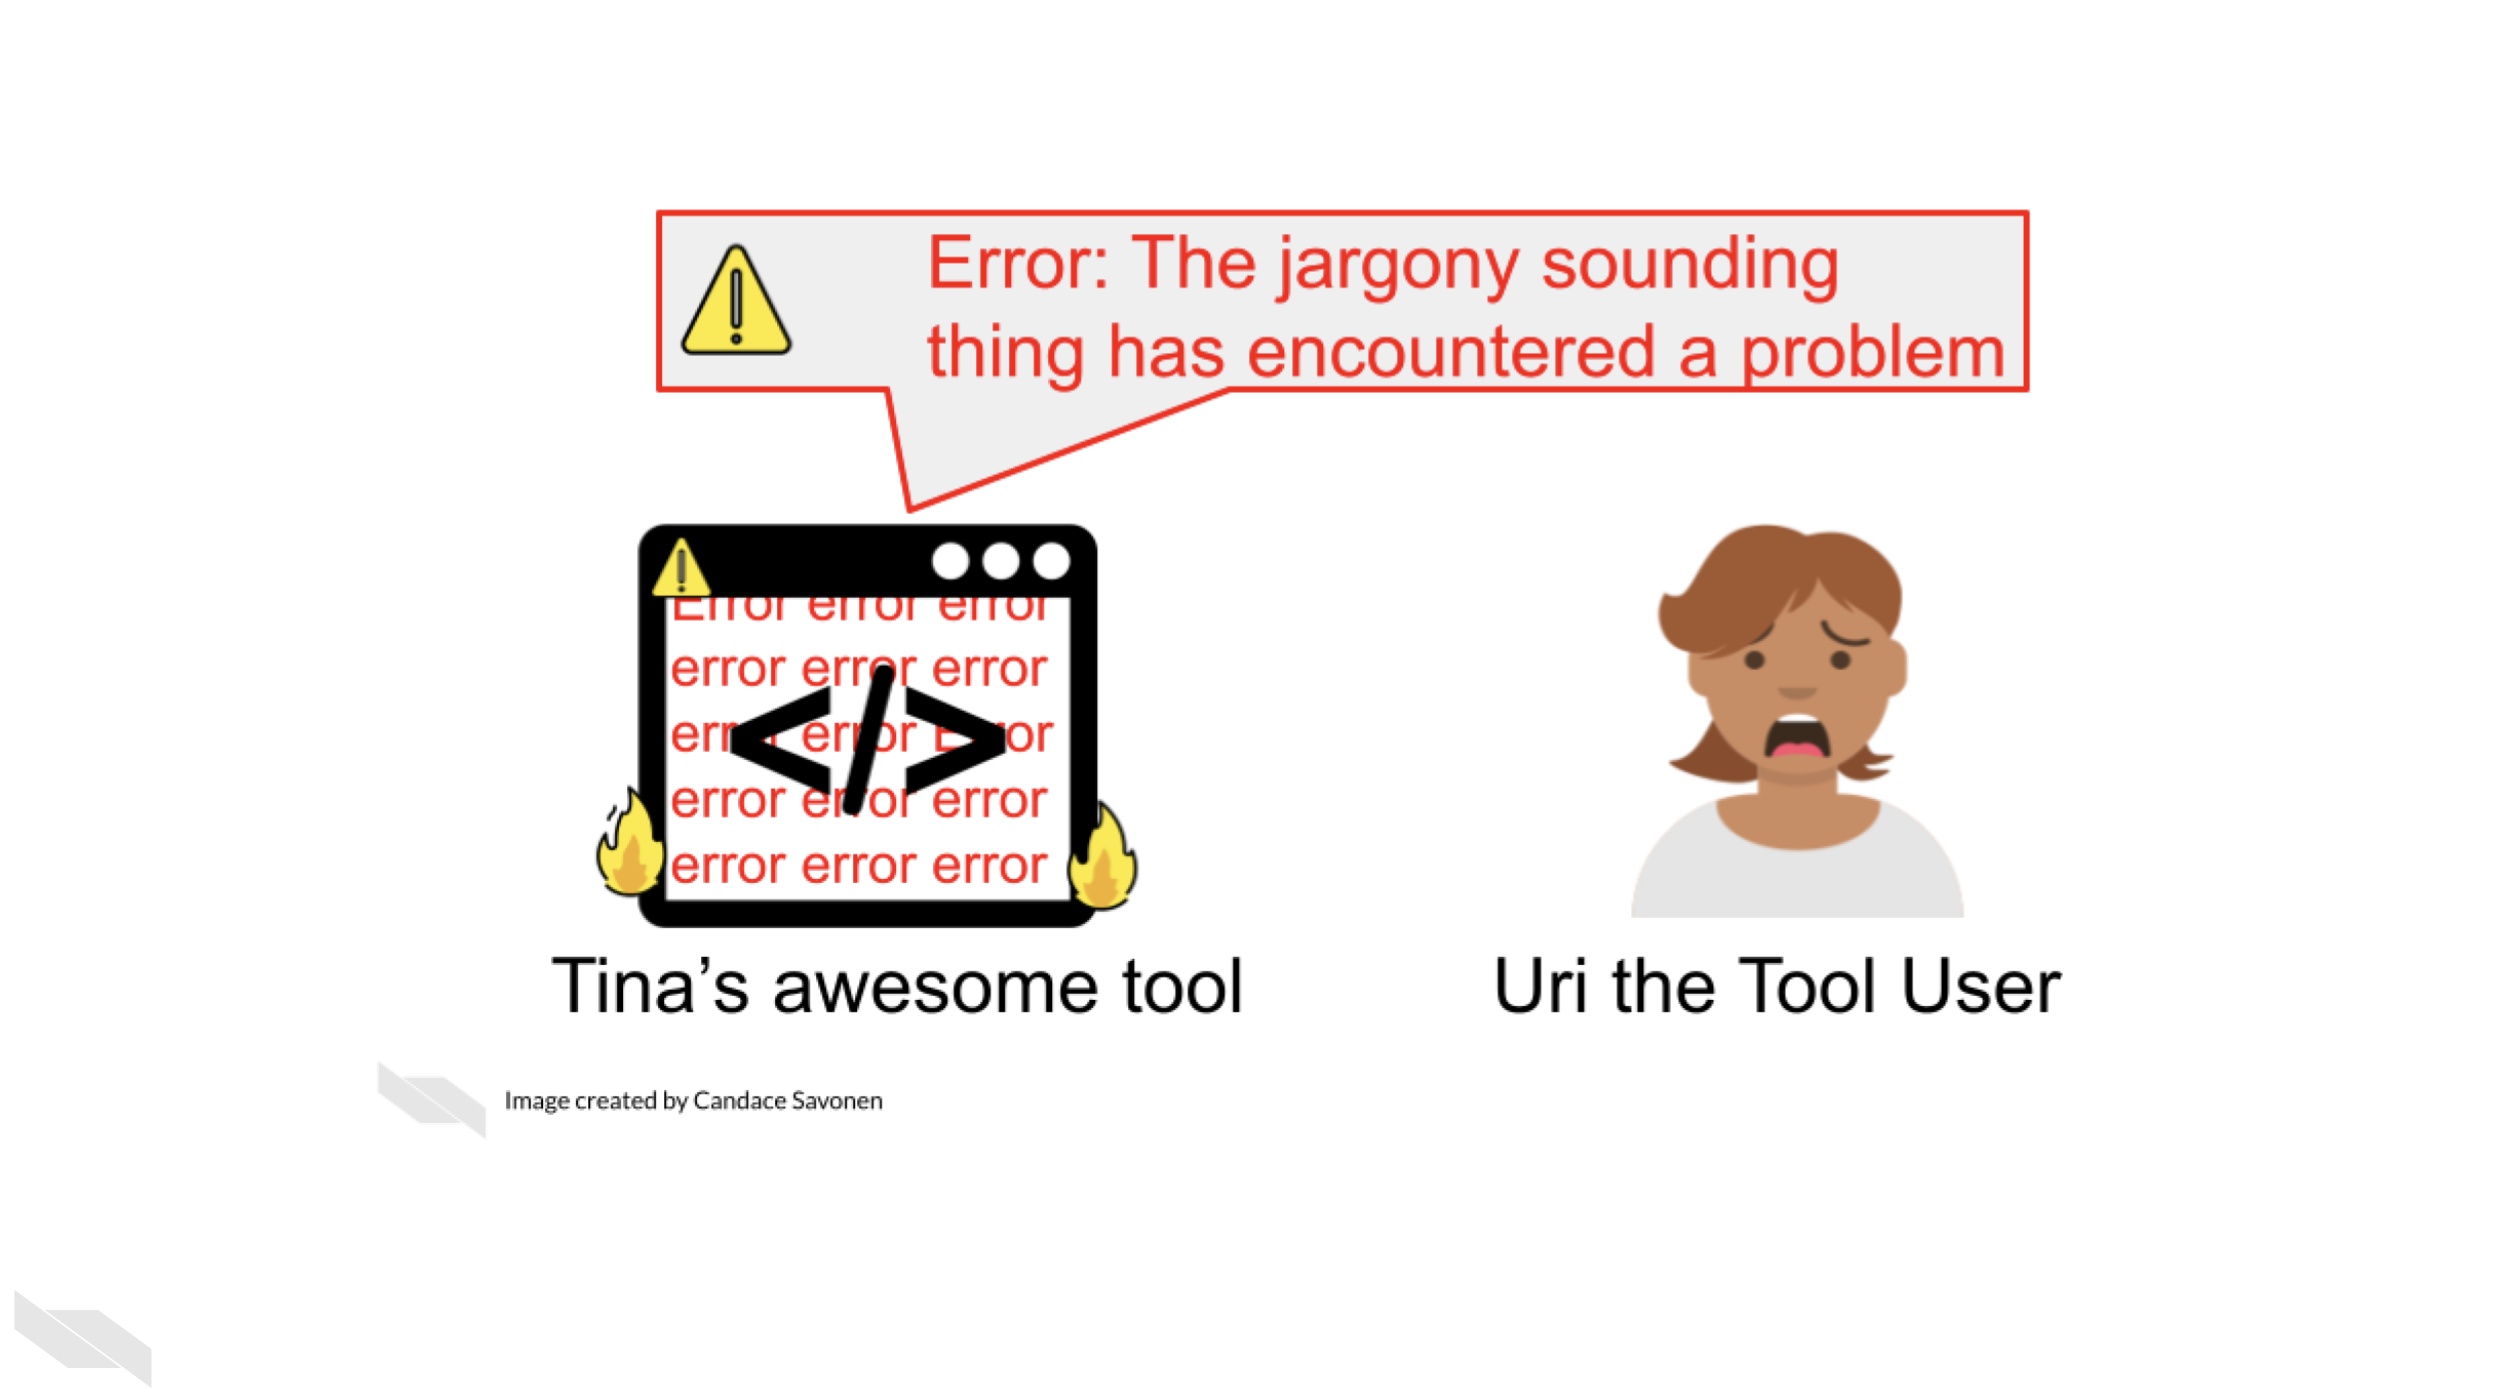 Error: The jargony sounding
thing has encountered a problem
Error error error
error error error
error error Error
error error error
error error error
</>
Tina’s awesome tool
Uri the Tool User
Image created by Candace Savonen